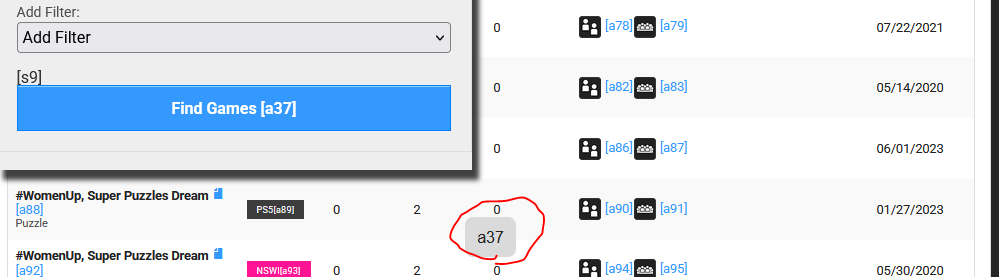 Add Filter:
Add Filter
[s9]
Find Games [a37]
0 [a78] [a79] 07/22/2021
0 [a82] [a83] 05/14/2020
0 [a86] [a87] 06/01/2023
#WomenUp, Super Puzzles Dream
[a88]
Puzzle
PS5[a89] 0 2 0 [a90] [a91] 01/27/2023
a37
#WomenUp, Super Puzzles Dream
[a92]
NSWI[a93] 0 2 0 [a94] [a95] 05/30/2020